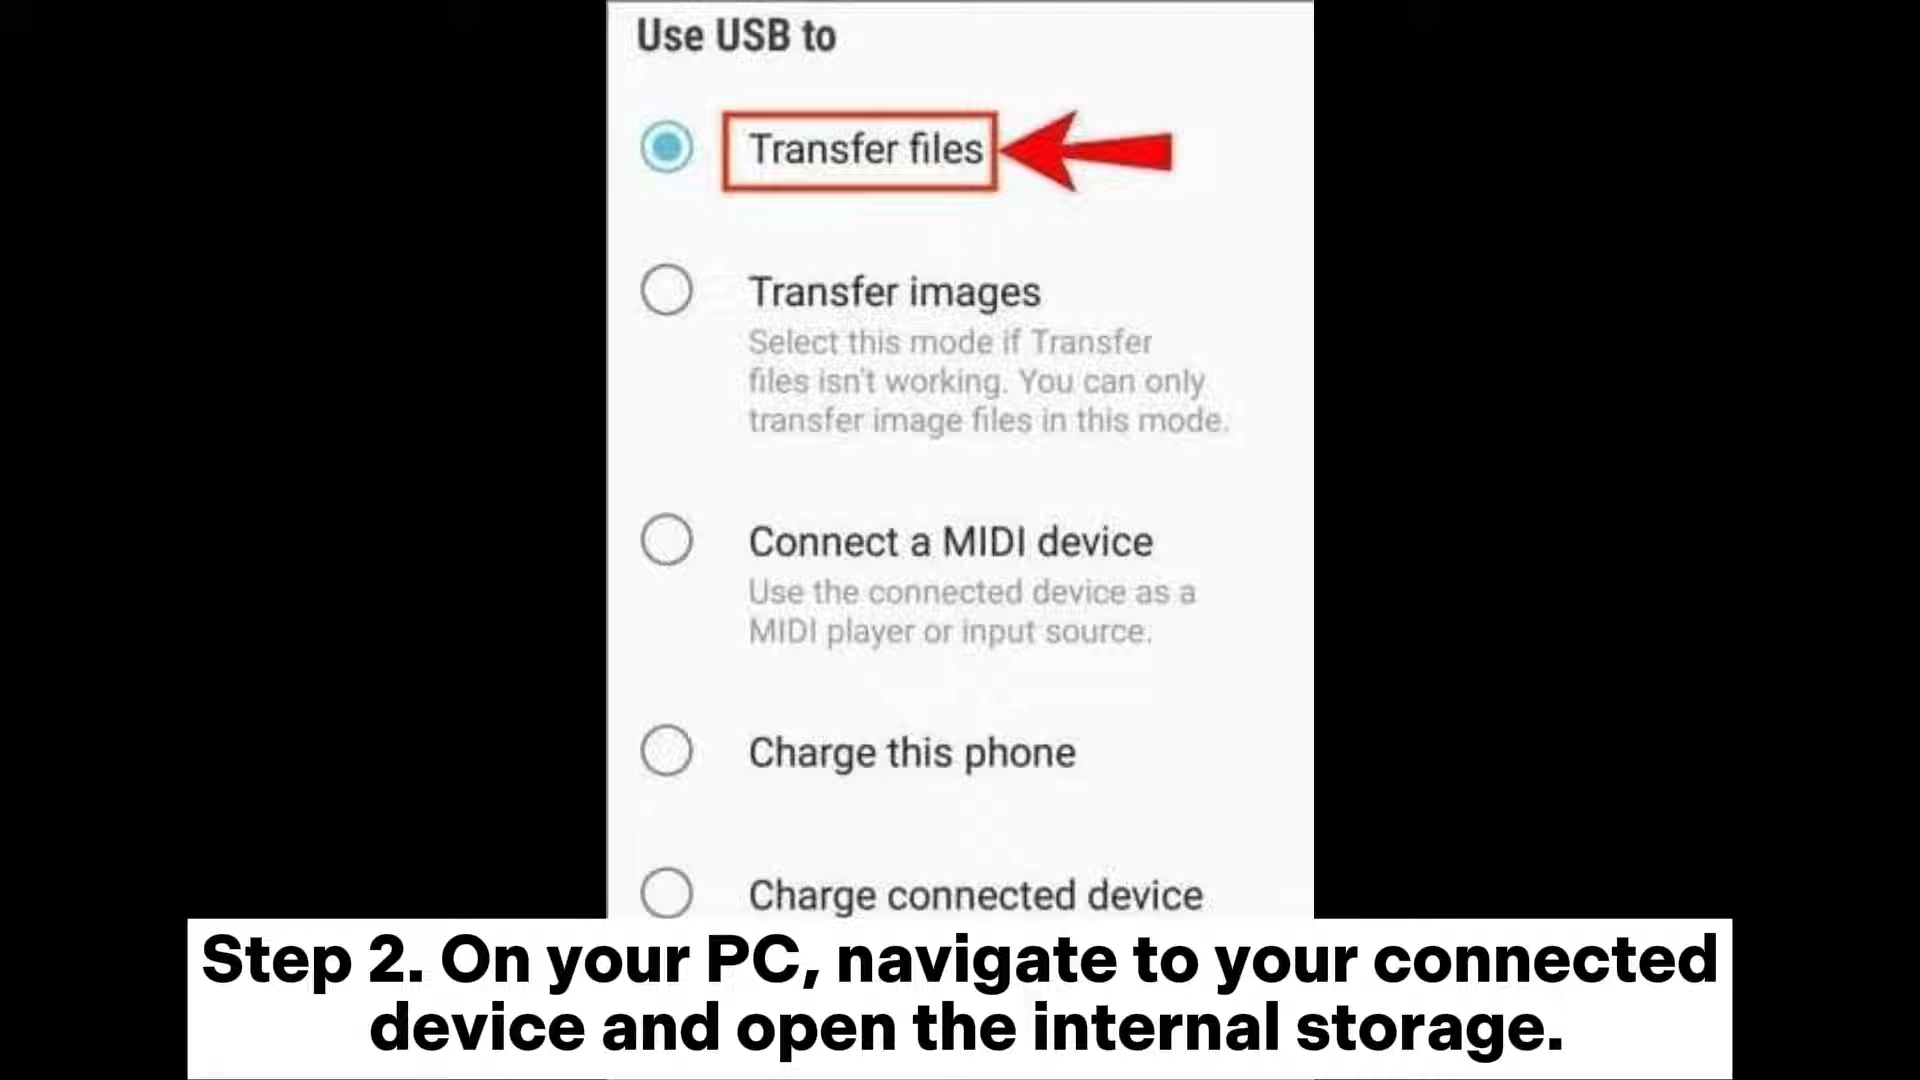 Use USB to
Transfer files
Transfer images
Select this mode if Transfer
files isn't working. You can only
transfer image files in this mode.
Connect a MIDI device
Use the connected device as a
MIDI player or input source.
Charge this phone
Charge connected device
Step 2. On your PC, navigate to your connected
device and open the internal storage.